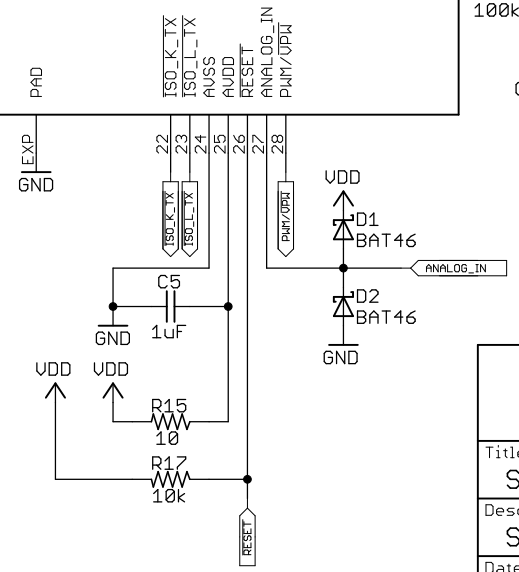 100k
PAD
ISO_K_TX
ISO_L_TX
AVSS
AVDD
RESET
ANALOG_IN
PWM/VPW
EXP
22
23
24
25
26
27
28
GND
ISO_K_TX
ISO_L_TX
PWM/VPW
VDD
D1
BAT46
ANALOG_IN
C5
1uF
GND
D2
BAT46
GND
VDD
VDD
R15
10
R17
10k
RESET